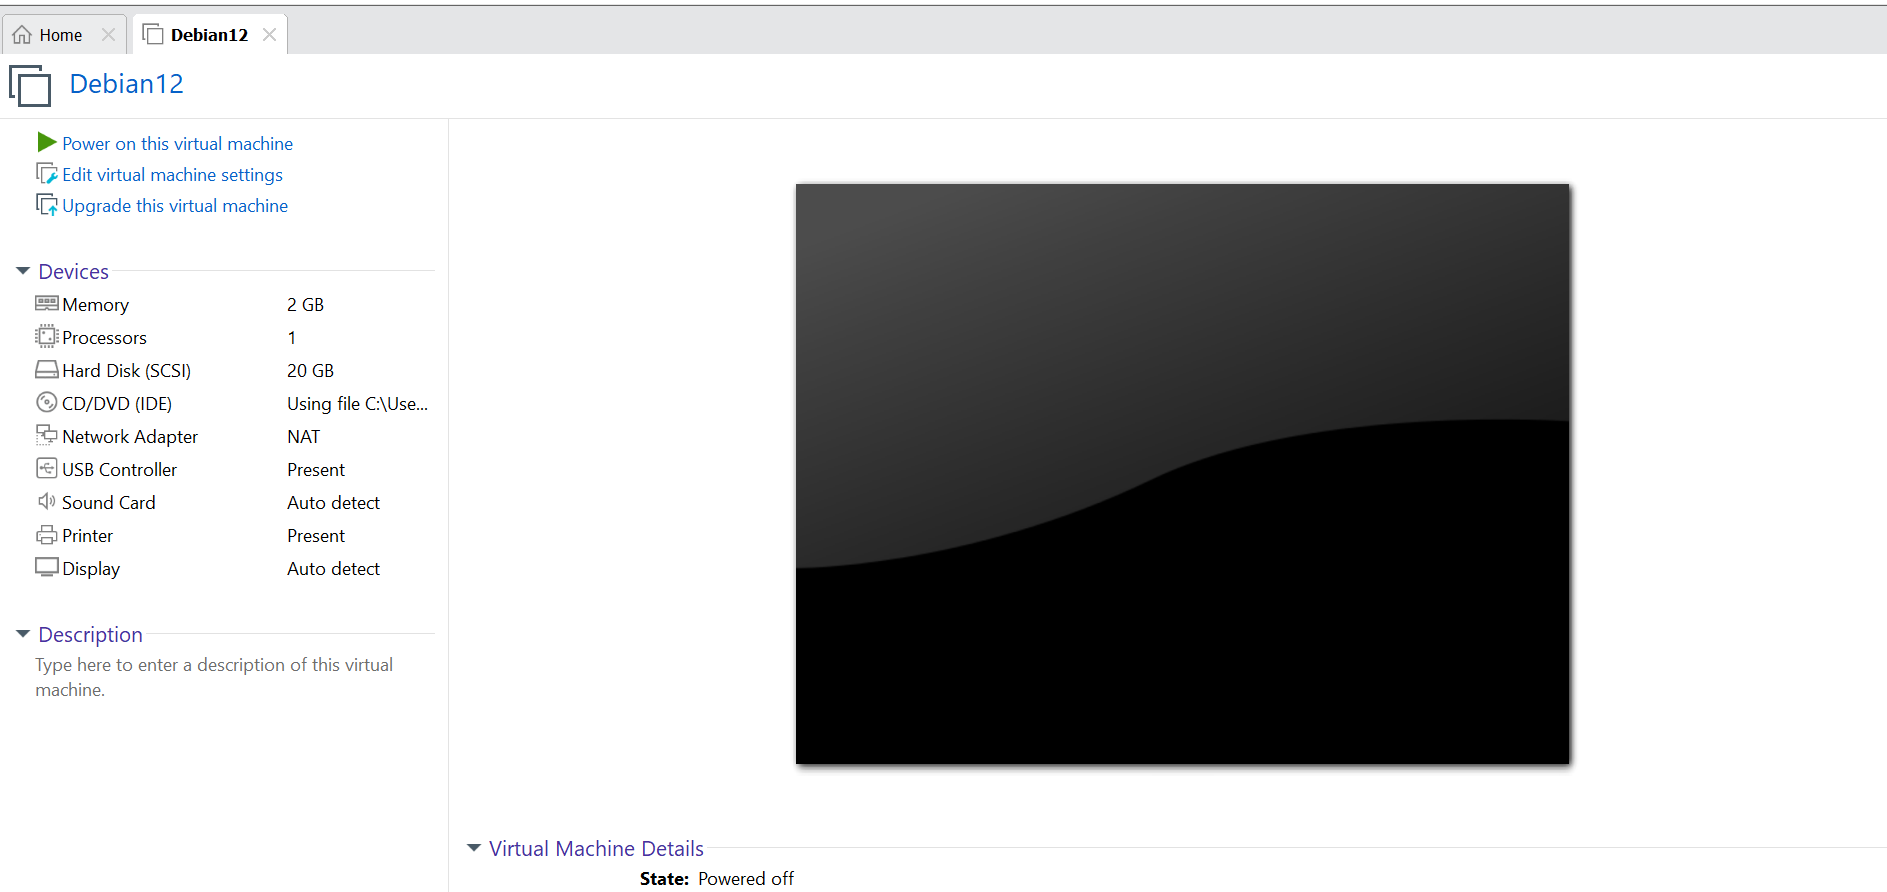 Home
Debian12
Debian12
Power on this virtual machine
Edit virtual machine settings
Upgrade this virtual machine
Devices
Memory 2 GB
Processors 1
Hard Disk (SCSI) 20 GB
CD/DVD (IDE) Using file C:\Use...
Network Adapter NAT
USB Controller Present
Sound Card Auto detect
Printer Present
Display Auto detect
Description
Type here to enter a description of this virtual
machine.
Virtual Machine Details
State: Powered off